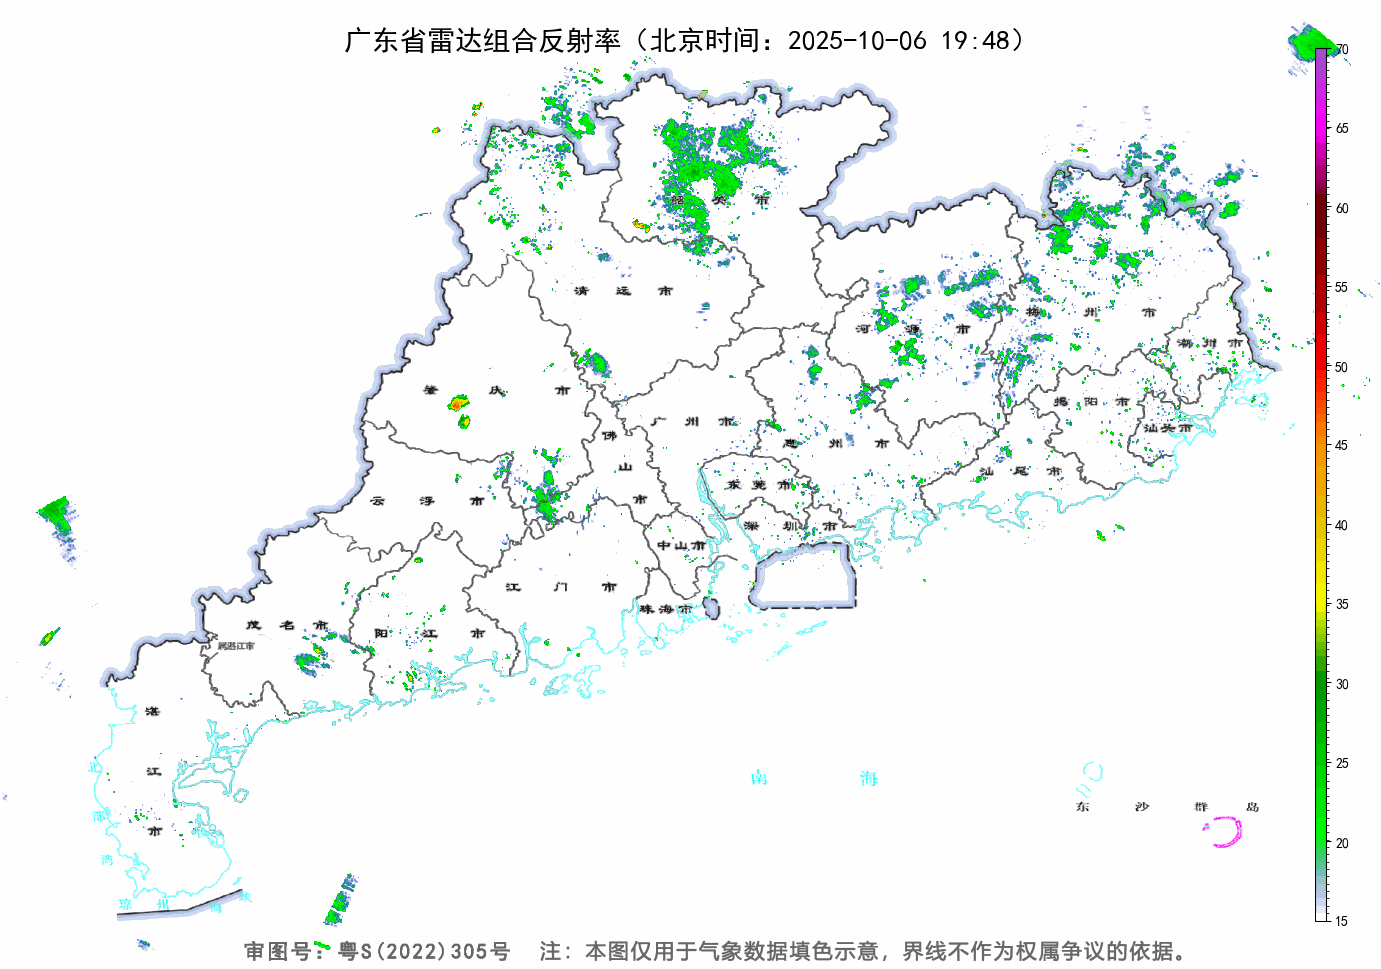 广东省雷达组合反射率（北京时间：2025-10-06 19:48）
70
65
60
55
50
45
40
35
30
25
20
15
韶关市
清远市
河源市
梅州市
潮州市
肇庆市
广州市
佛山市
惠州市
揭阳市
汕头市
汕尾市
东莞市
云浮市
深圳市
中山市
江门市
珠海市
茂名市
阳江市
属湛江市
湛江市
北部湾
琼州海峡
南海
东沙群岛
审图号：粤S(2022)305号 注：本图仅用于气象数据填色示意，界线不作为权属争议的依据。